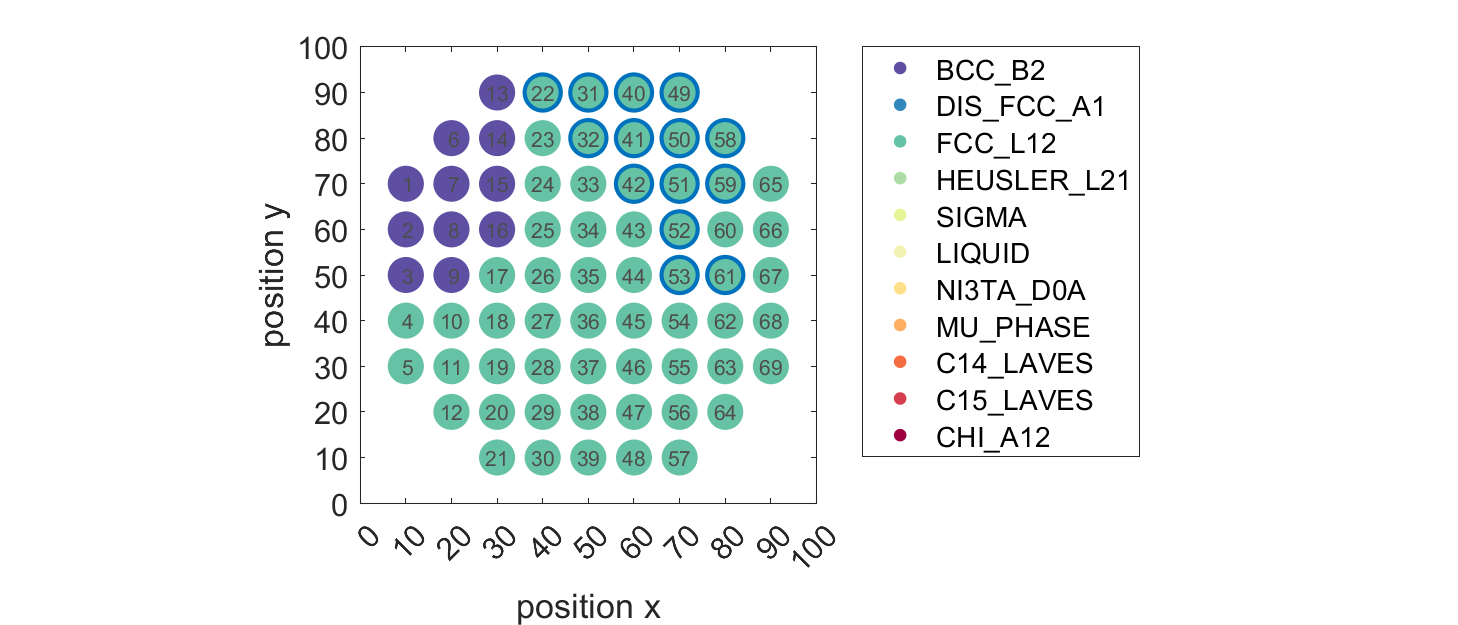 100
90
80
70
60
50
40
30
20
10
0
position y
13 22 31 40 49
6 14 23 32 41 50 58
1 7 15 24 33 42 51 59 65
2 8 16 25 34 43 52 60 66
3 9 17 26 35 44 53 61 67
4 10 18 27 36 45 54 62 68
5 11 19 28 37 46 55 63 69
12 20 29 38 47 56 64
21 30 39 48 57
0 10 20 30 40 50 60 70 80 90 100
position x
BCC_B2
DIS_FCC_A1
FCC_L12
HEUSLER_L21
SIGMA
LIQUID
NI3TA_D0A
MU_PHASE
C14_LAVES
C15_LAVES
CHI_A12